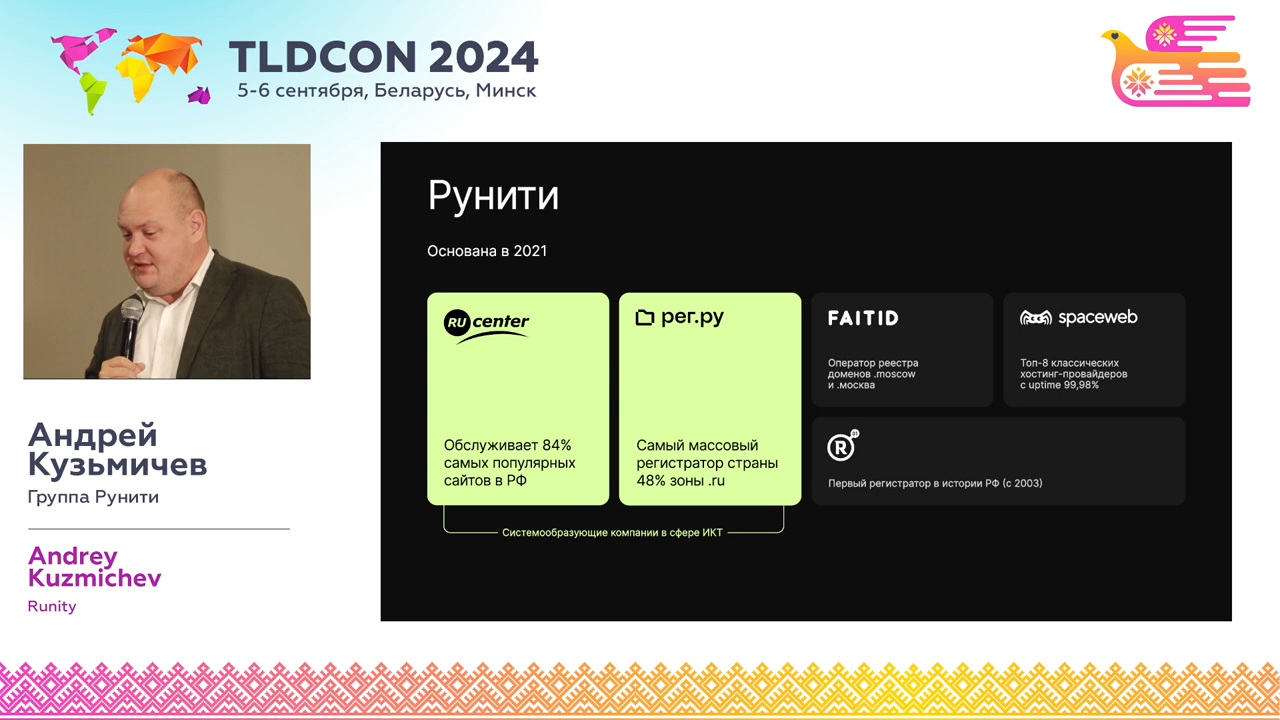 TLDCON 2024
5-6 сентября, Беларусь, Минск
Андрей
Кузьмичев
Группа Рунити
Andrey
Kuzmichev
Runity
Рунити
Основана в 2021
RU center
Обслуживает 84%
самых популярных
сайтов в РФ
рег.ру
Самый массовый
регистратор страны
48% зоны .ru
Системообразующие компании в сфере ИКТ
FAITID
Оператор реестра
доменов .moscow
и .москва
spaceweb
Топ-8 классических
хостинг-провайдеров
с uptime 99,98%
R 01
Первый регистратор в истории РФ (с 2003)